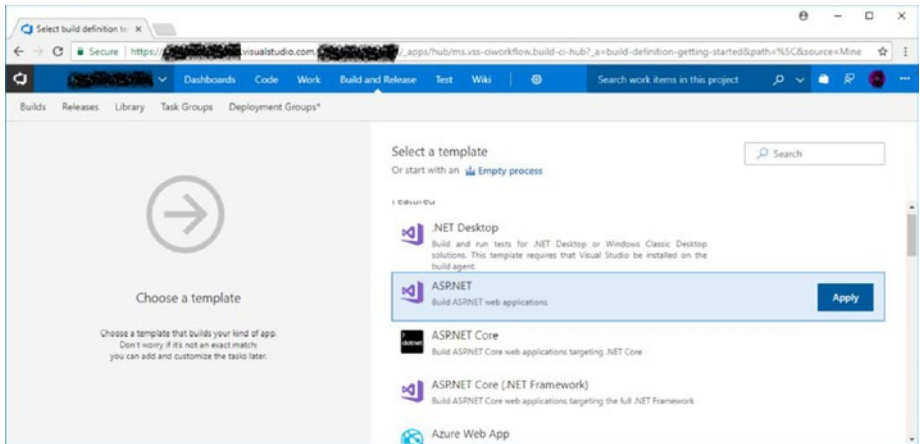 Select build definition te
Secure | https:// visualstudio.com /_apps/hub/ms.vss-ciworkflow.build-ci-hub?_a=build-definition-getting-started&path=%5C&source=Mine
Dashboards Code Work Build and Release Test Wiki Search work items in this project
Builds Releases Library Task Groups Deployment Groups*
Select a template
Search
Or start with an Empty process
Featured
.NET Desktop
Build and run tests for .NET Desktop or Windows Classic Desktop
solutions. This template requires that Visual Studio be installed on the
build agent.
ASP.NET
Build ASP.NET web applications
Apply
Choose a template
Choose a template that builds your kind of app.
Don't worry if it's not an exact match;
you can add and customize the tasks later.
ASP.NET Core
Build ASP.NET Core web applications targeting .NET Core
ASP.NET Core (.NET Framework)
Build ASP.NET Core web applications targeting the full .NET Framework
Azure Web App